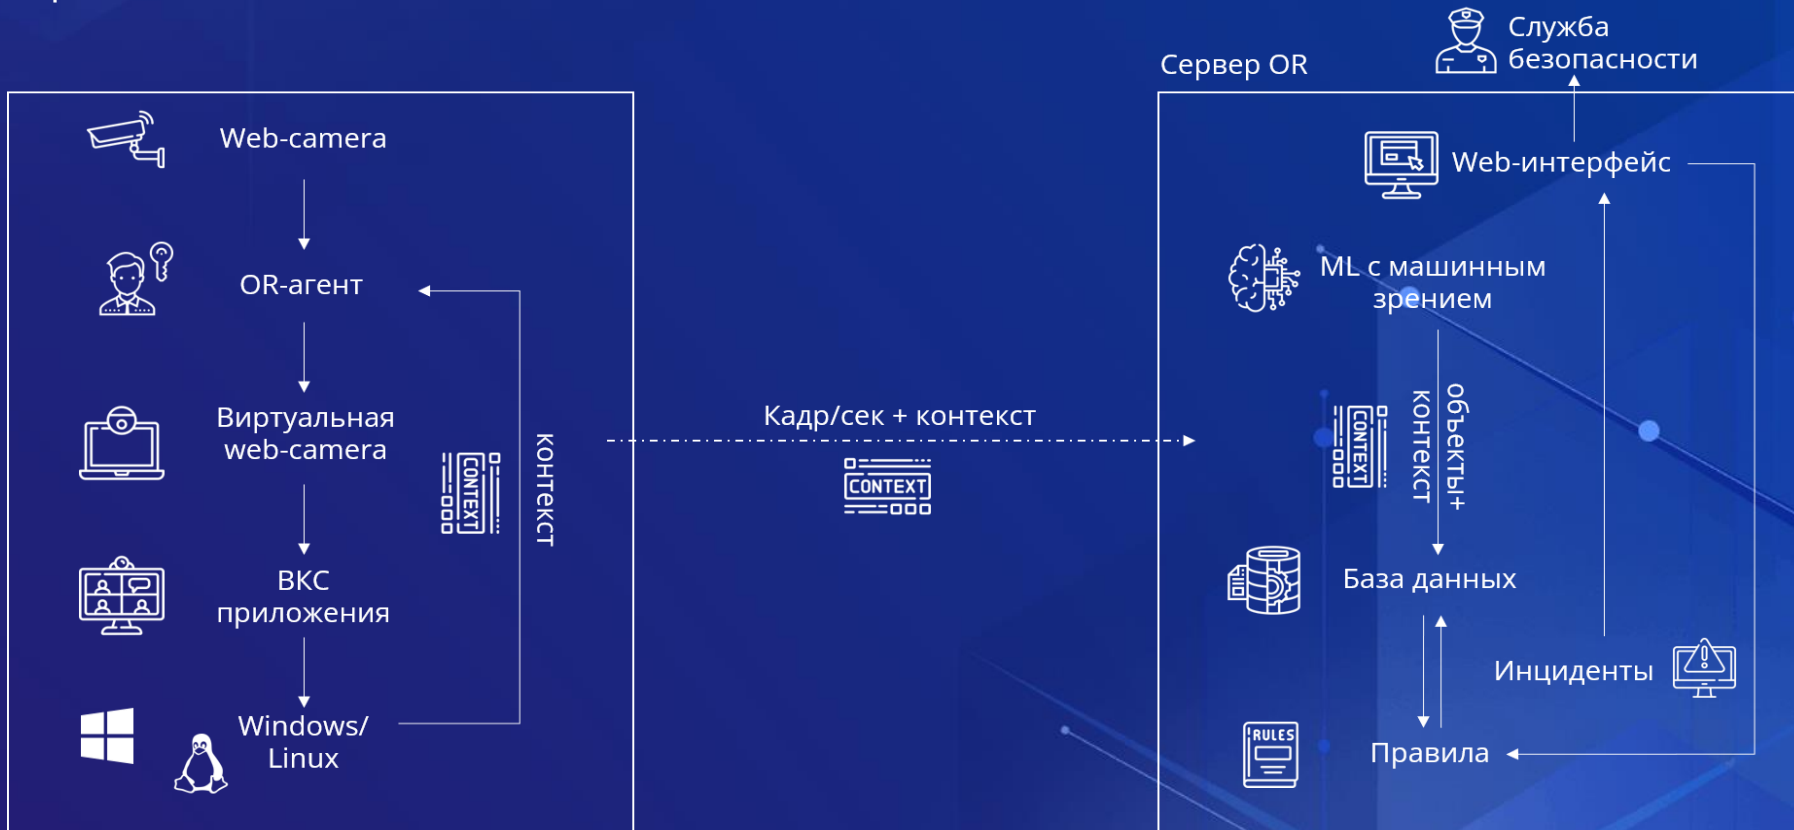 Web-camera
OR-агент
Виртуальная
web-camera
CONTEXT
контекст
ВКС
приложения
Windows/
Linux
Кадр/сек + контекст
CONTEXT
Сервер OR
Служба
безопасности
Web-интерфейс
ML с машинным
зрением
CONTEXT
объекты+
контекст
База данных
Инциденты
RULES
Правила